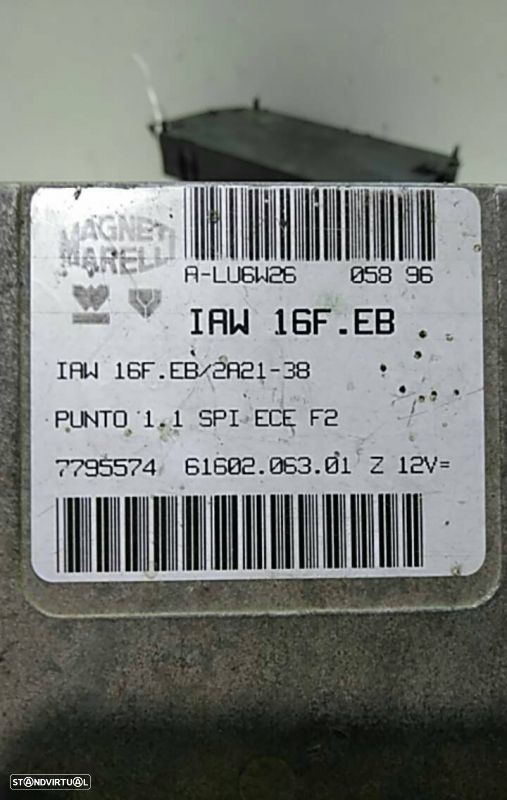 MAGNETI
MARELLI
A-LU6W26 058 96
IAW 16F.EB
IAW 16F.EB/2A21-38
PUNTO 1.1 SPI ECE F2
7795574 61602.063.01 Z 12V=
STANDVIRTUAL